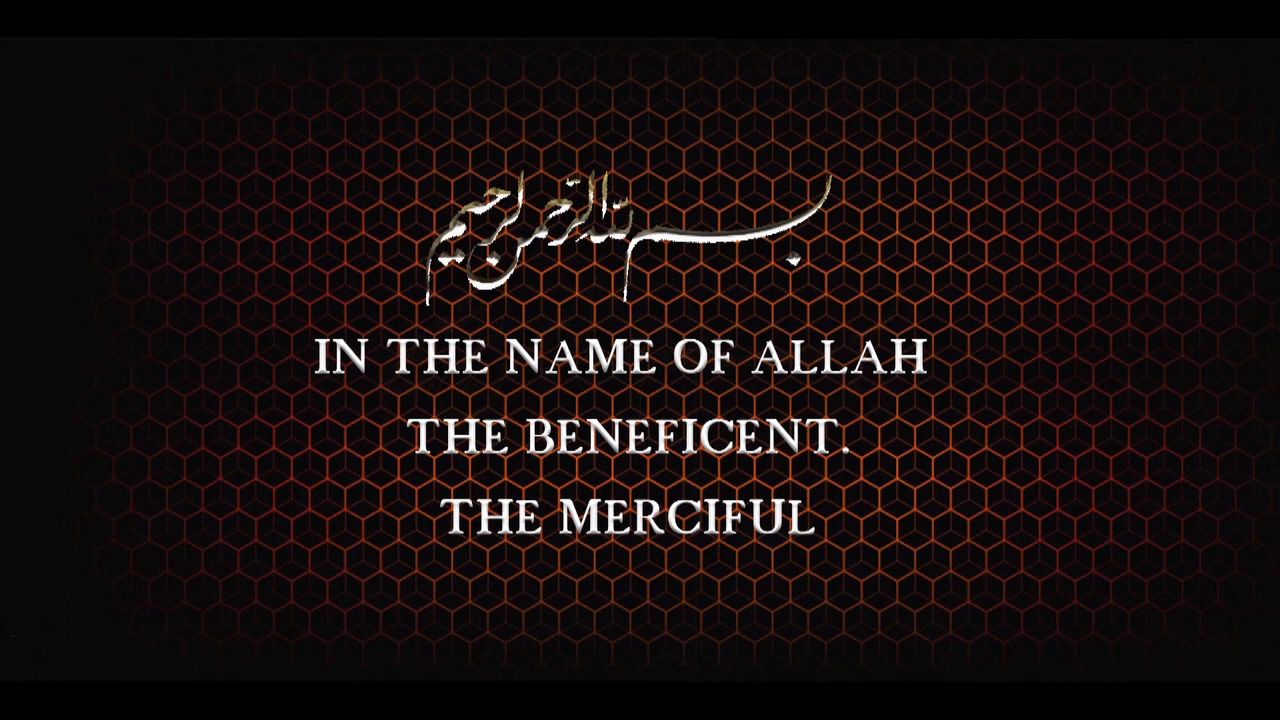 بسم الله الرحمن الرحيم
IN THE NAME OF ALLAH
THE BENEFICENT.
THE MERCIFUL